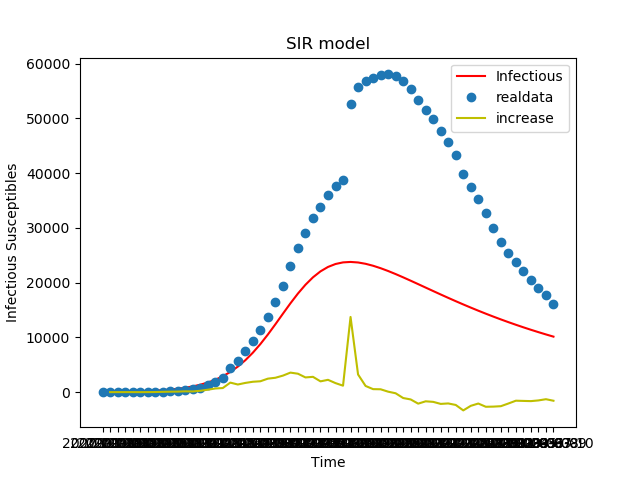 SIR model
60000
50000
40000
30000
20000
10000
0
Infectious Susceptibles
Infectious
realdata
increase
Time